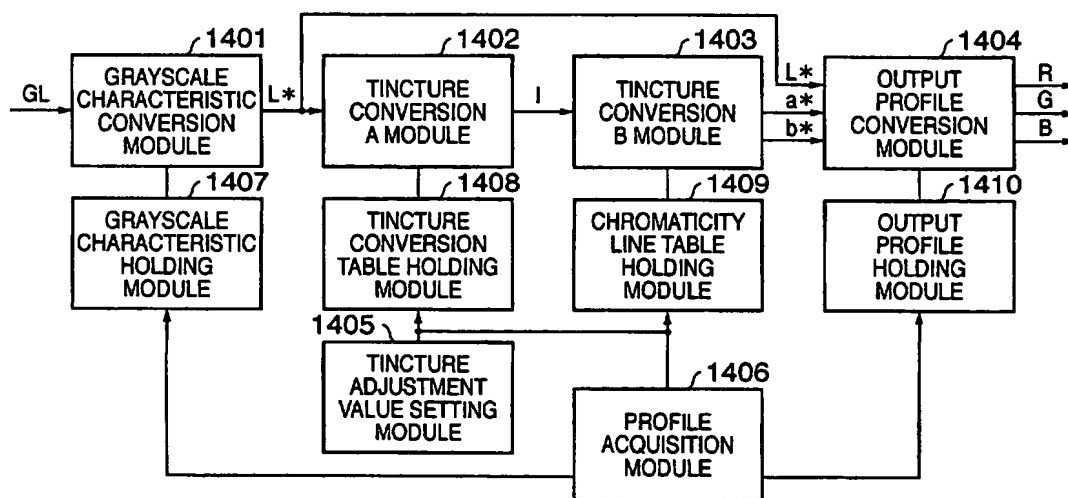 1401
1402
1403
1404
GL
GRAYSCALE
CHARACTERISTIC
CONVERSION
MODULE
L*
TINCTURE
CONVERSION
A MODULE
I
TINCTURE
CONVERSION
B MODULE
L*
a*
b*
OUTPUT
PROFILE
CONVERSION
MODULE
R
G
B
1407
1408
1409
1410
GRAYSCALE
CHARACTERISTIC
HOLDING
MODULE
TINCTURE
CONVERSION
TABLE HOLDING
MODULE
CHROMATICITY
LINE TABLE
HOLDING
MODULE
OUTPUT
PROFILE
HOLDING
MODULE
1405
TINCTURE
ADJUSTMENT
VALUE SETTING
MODULE
1406
PROFILE
ACQUISITION
MODULE